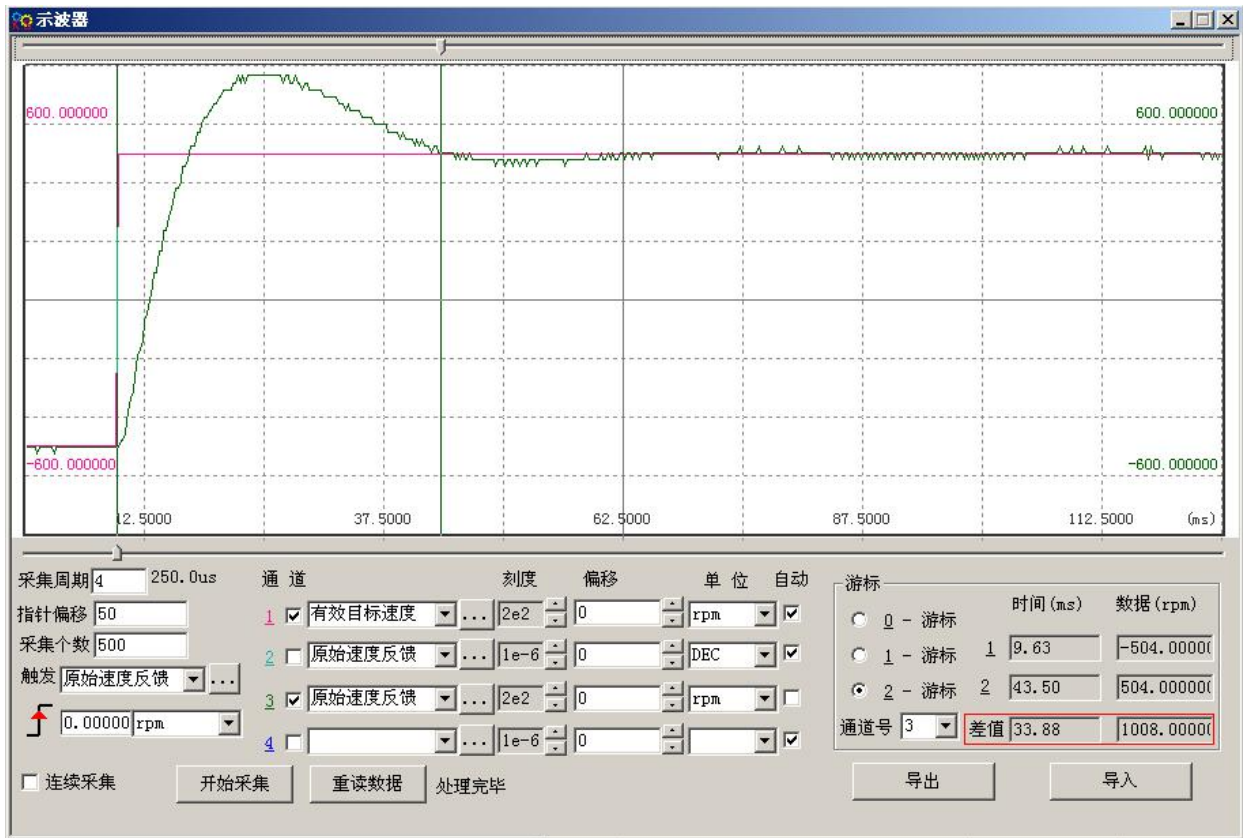 示波器
600.000000 600.000000
-600.000000 -600.000000
12.5000 37.5000 62.5000 87.5000 112.5000 (ms)
采集周期 4 250.0us
指针偏移 50
采集个数 500
触发 原始速度反馈 ...
0.00000 rpm
连续采集 开始采集 重读数据 处理完毕
通 道 刻度 偏移 单 位 自动
1 有效目标速度 ... 2e2 0 rpm
2 原始速度反馈 ... 1e-6 0 DEC
3 原始速度反馈 ... 2e2 0 rpm
4 ... 1e-6 0
游标
时间(ms) 数据(rpm)
0 - 游标
1 - 游标 1 9.63 -504.0000(
2 - 游标 2 43.50 504.00000(
通道号 3 差值 33.88 1008.0000(
导出 导入